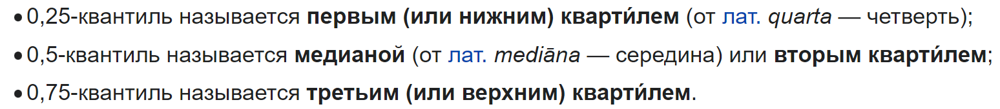 • 0,25-квантиль называется первым (или нижним) кварти́лем (от лат. quarta — четверть);
• 0,5-квантиль называется медианой (от лат. mediāna — середина) или вторым кварти́лем;
• 0,75-квантиль называется третьим (или верхним) кварти́лем.